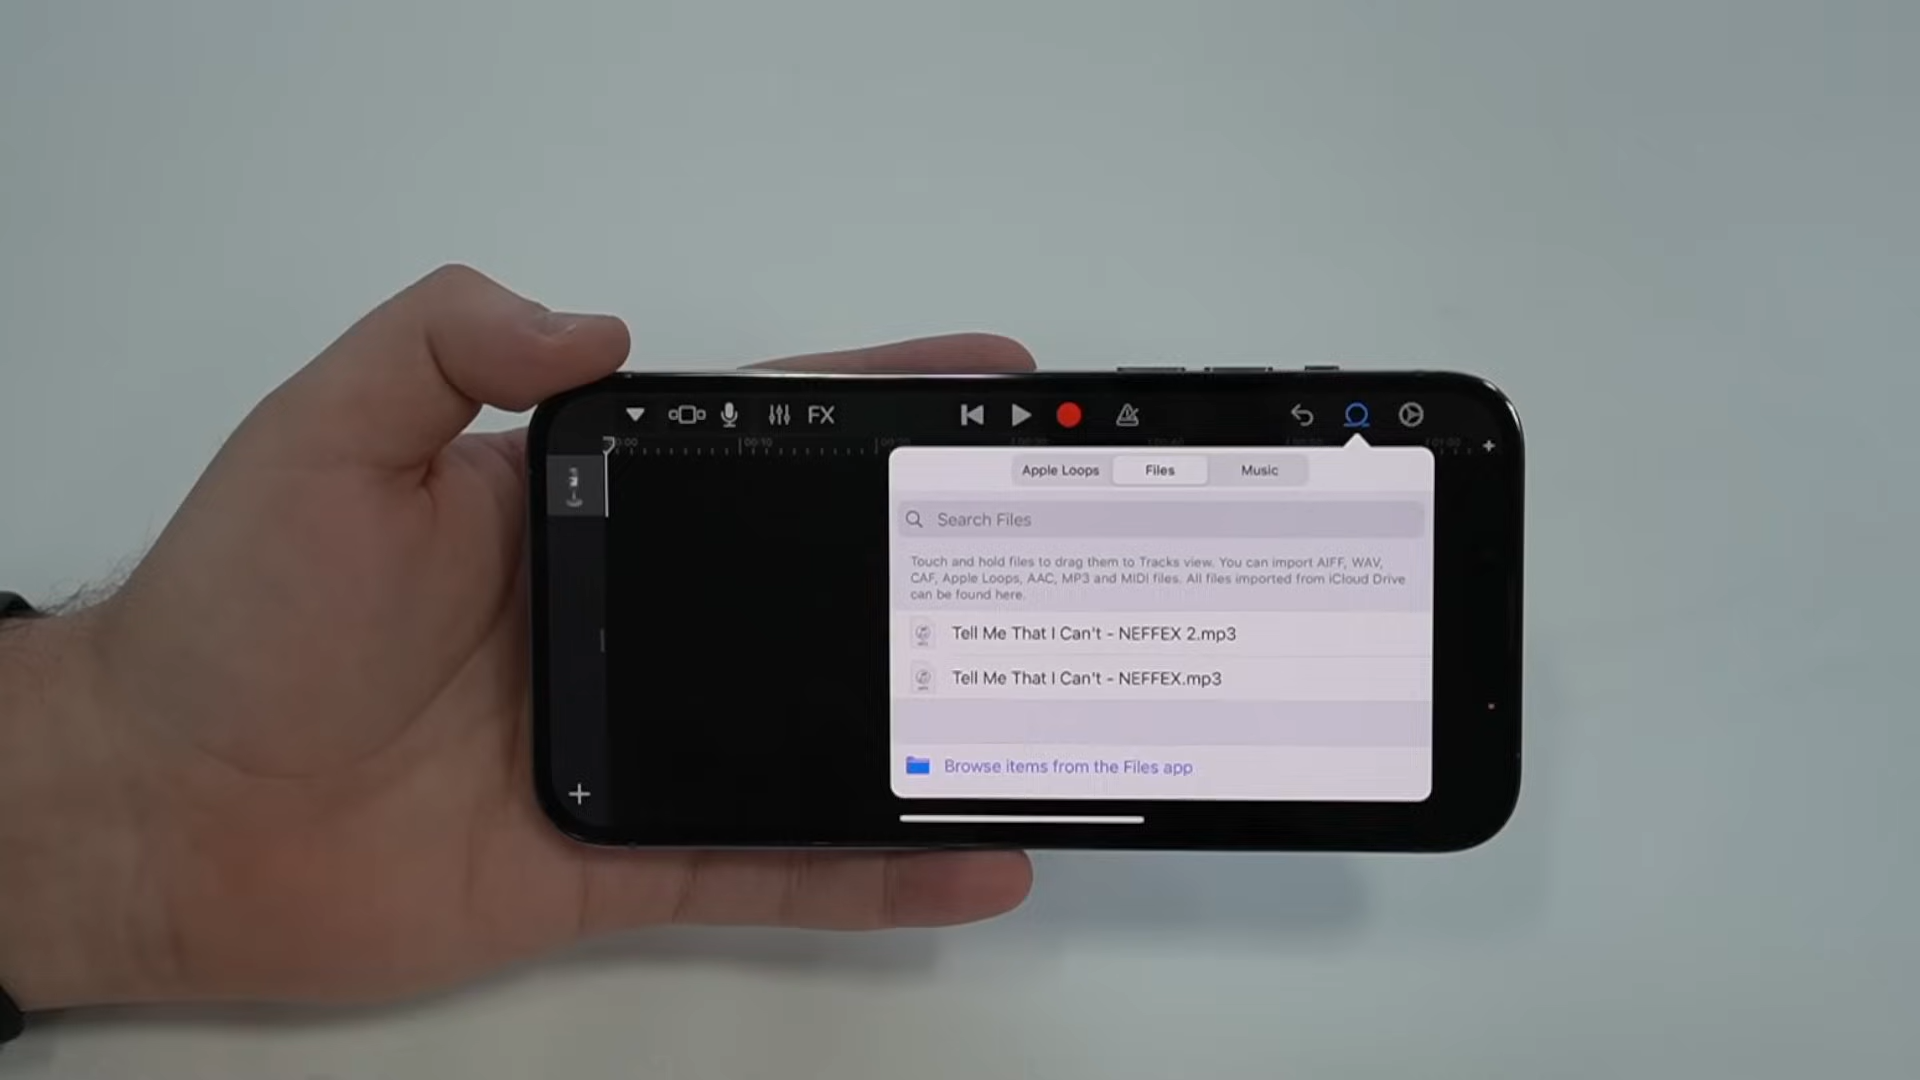 FX
00:10
Apple Loops Files Music
Search Files
Touch and hold files to drag them to Tracks view. You can import AIFF, WAV,
CAF, Apple Loops, AAC, MP3 and MIDI files. All files imported from iCloud Drive
can be found here.
Tell Me That I Can't - NEFFEX 2.mp3
Tell Me That I Can't - NEFFEX.mp3
Browse items from the Files app